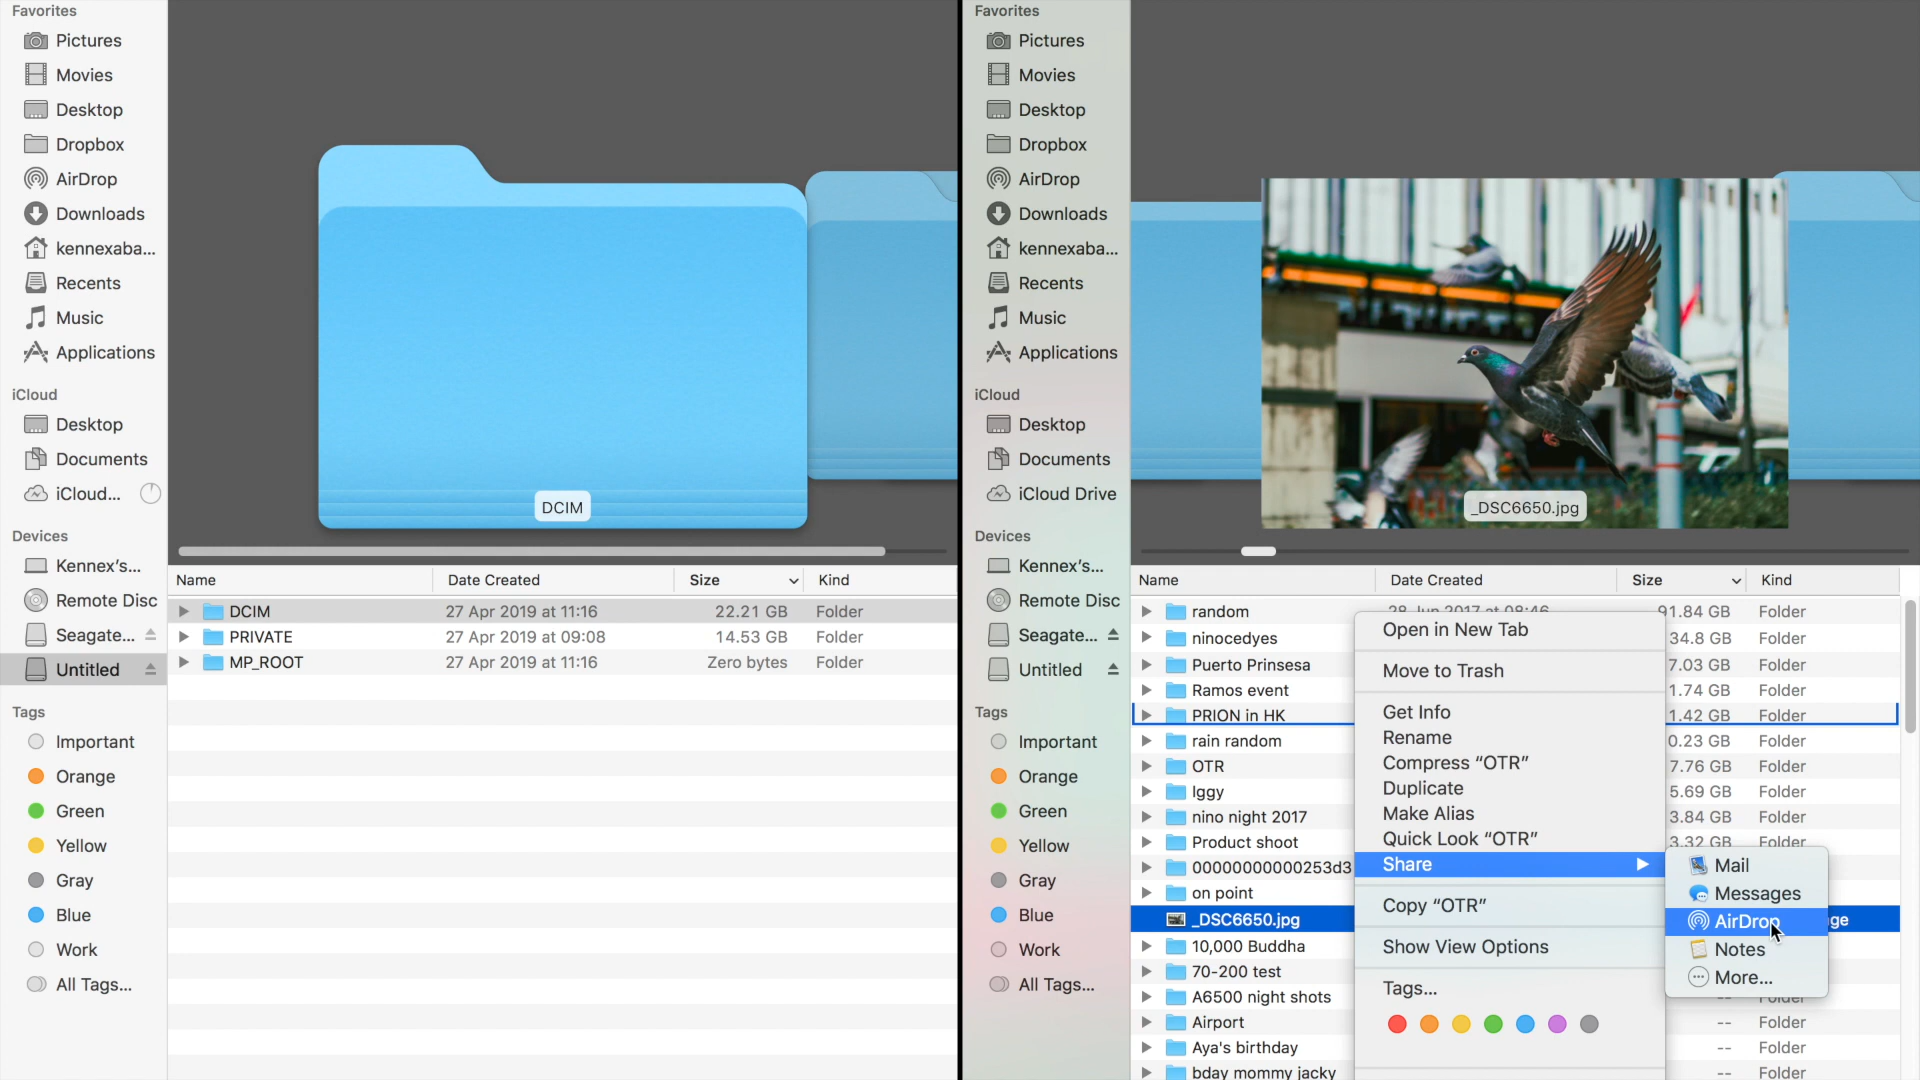 Favorites
Pictures
Movies
Desktop
Dropbox
AirDrop
Downloads
kennexaba...
Recents
Music
Applications
iCloud
Desktop
Documents
iCloud...
Devices
Kennex's...
Remote Disc
Seagate...
Untitled
Tags
Important
Orange
Green
Yellow
Gray
Blue
Work
All Tags...
DCIM
Name Date Created Size Kind
DCIM 27 Apr 2019 at 11:16 22.21 GB Folder
PRIVATE 27 Apr 2019 at 09:08 14.53 GB Folder
MP_ROOT 27 Apr 2019 at 11:16 Zero bytes Folder
Favorites
Pictures
Movies
Desktop
Dropbox
AirDrop
Downloads
kennexaba...
Recents
Music
Applications
iCloud
Desktop
Documents
iCloud Drive
Devices
Kennex's...
Remote Disc
Seagate...
Untitled
Tags
Important
Orange
Green
Yellow
Gray
Blue
Work
All Tags...
_DSC6650.jpg
Name Date Created Size Kind
random 28 Jun 2017 at 08:46 91.84 GB Folder
ninocedyes 34.8 GB Folder
Puerto Prinsesa 7.03 GB Folder
Ramos event 1.74 GB Folder
PRION in HK 1.42 GB Folder
rain random 0.23 GB Folder
OTR 7.76 GB Folder
Iggy 5.69 GB Folder
nino night 2017 3.84 GB Folder
Product shoot 3.32 GB Folder
00000000000253d3
on point
_DSC6650.jpg ge
10,000 Buddha
70-200 test
A6500 night shots -- Folder
Airport -- Folder
Aya's birthday -- Folder
bday mommy jacky -- Folder
Open in New Tab
Move to Trash
Get Info
Rename
Compress “OTR”
Duplicate
Make Alias
Quick Look “OTR”
Share
Copy “OTR”
Show View Options
Tags...
Mail
Messages
AirDrop
Notes
More...